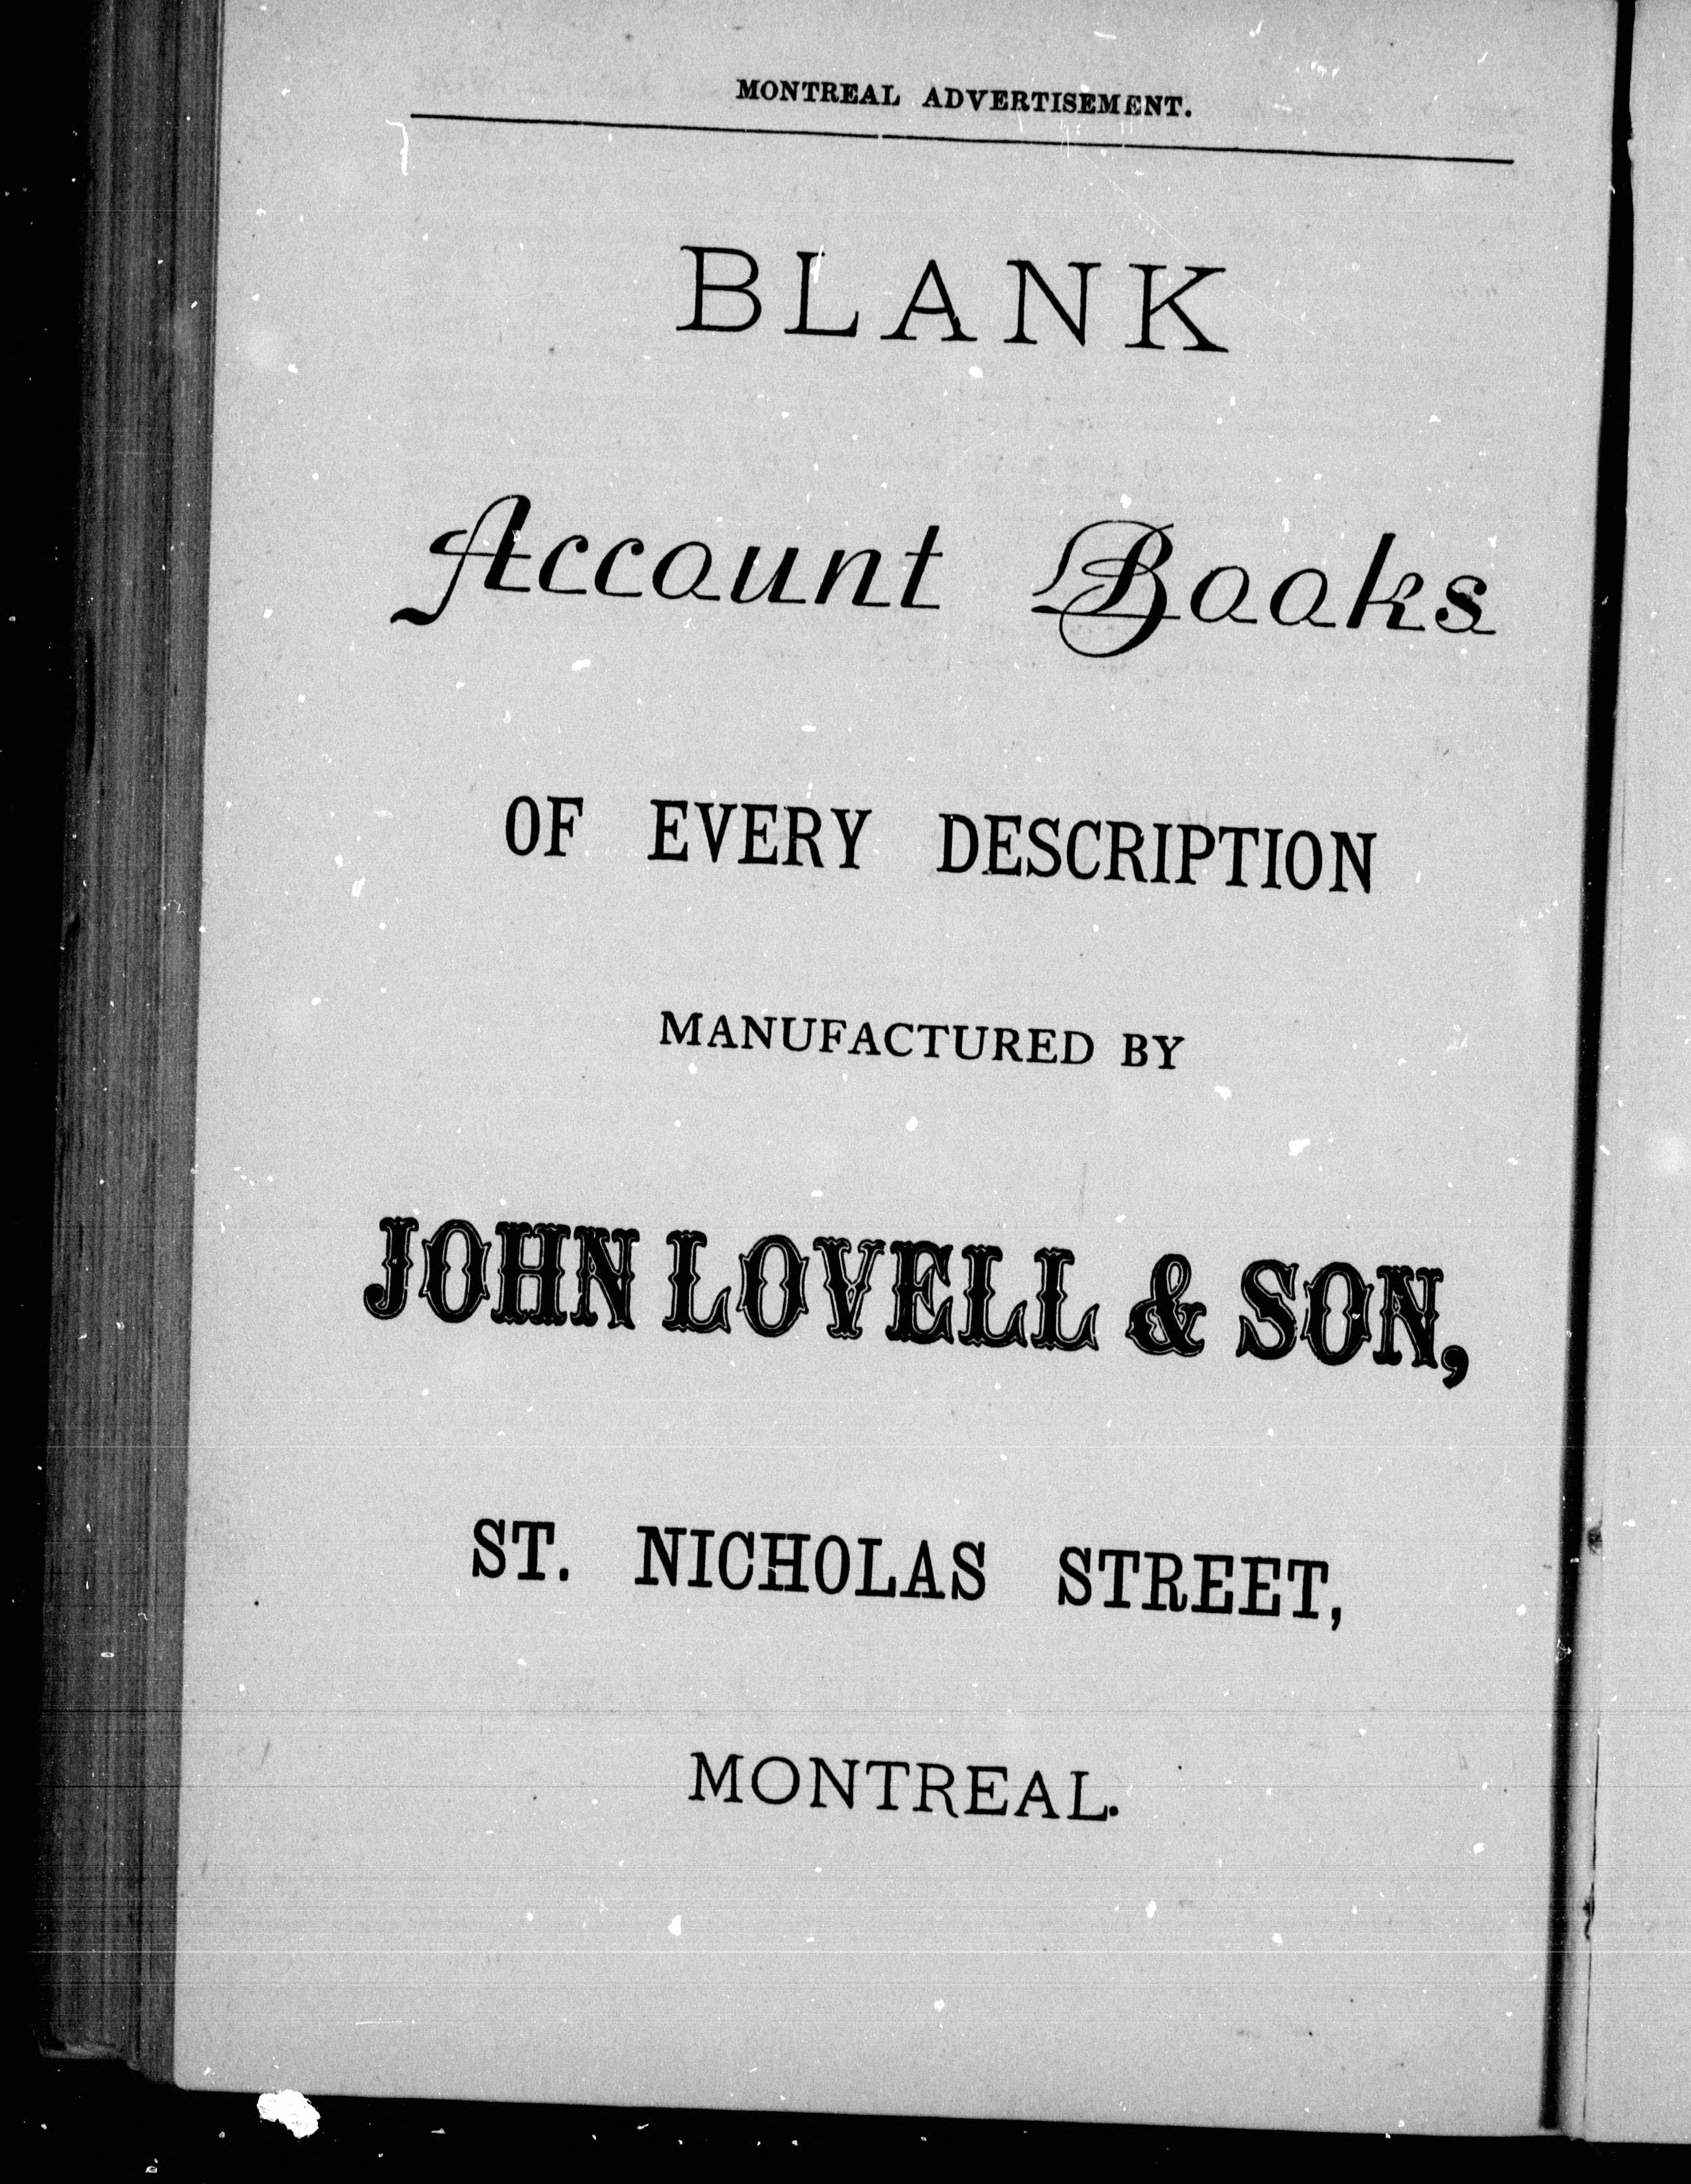 MONTREAL ADVERTISEMENT.
BLANK
Account Books
OF EVERY DESCRIPTION
MANUFACTURED BY
JOHN LOVELL & SON,
ST. NICHOLAS STREET,
MONTREAL.